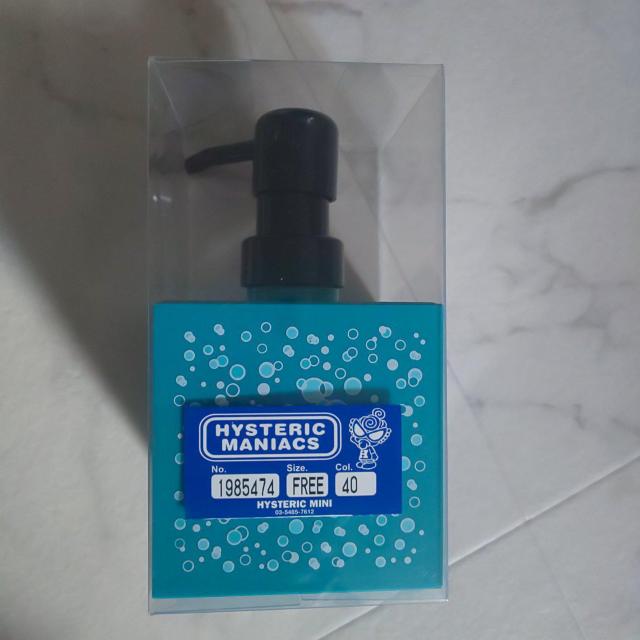 HYSTERIC
MANIACS
No. Size. Col.
1985474 FREE 40
HYSTERIC MINI
03-5485-7612